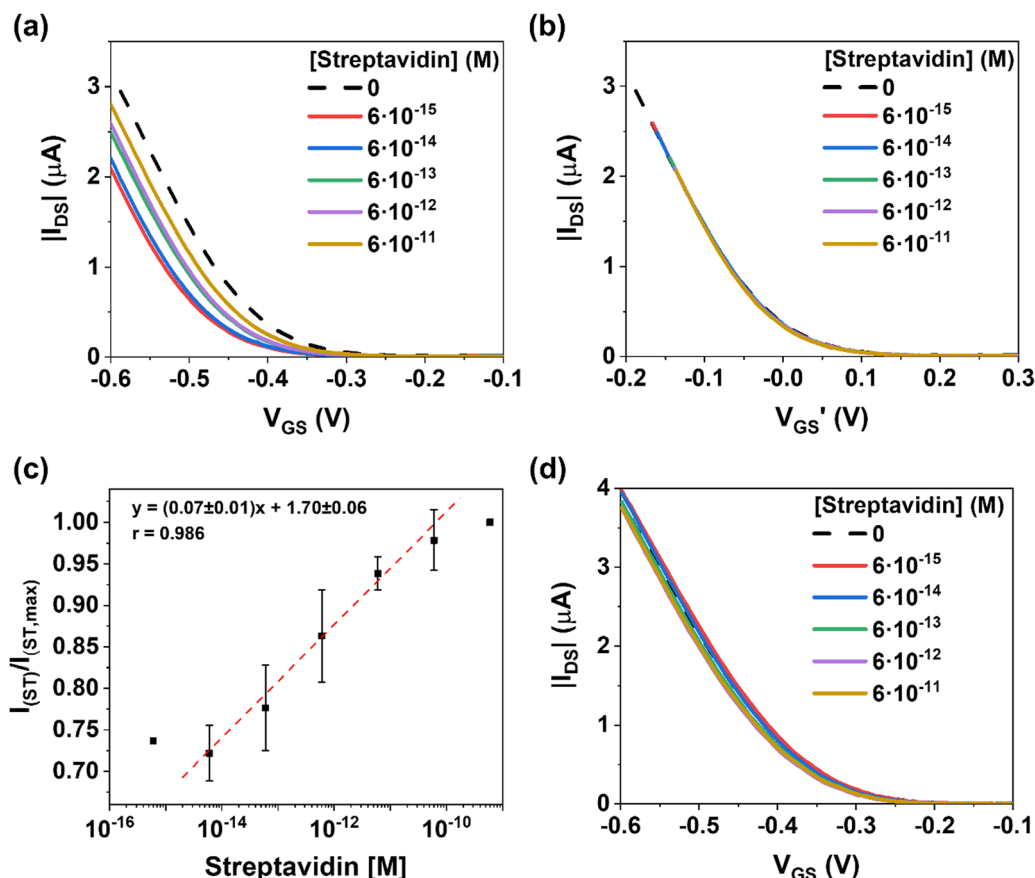 (a)
[Streptavidin] (M)
0
6·10⁻¹⁵
6·10⁻¹⁴
6·10⁻¹³
6·10⁻¹²
6·10⁻¹¹
|I_DS| (μA)
3
2
1
0
-0.6 -0.5 -0.4 -0.3 -0.2 -0.1
V_GS (V)
(b)
[Streptavidin] (M)
0
6·10⁻¹⁵
6·10⁻¹⁴
6·10⁻¹³
6·10⁻¹²
6·10⁻¹¹
|I_DS| (μA)
3
2
1
0
-0.2 -0.1 -0.0 0.1 0.2 0.3
V_GS' (V)
(c)
y = (0.07±0.01)x + 1.70±0.06
r = 0.986
I_(ST)/I_(ST,max)
1.00
0.95
0.90
0.85
0.80
0.75
0.70
10⁻¹⁶ 10⁻¹⁴ 10⁻¹² 10⁻¹⁰
Streptavidin [M]
(d)
[Streptavidin] (M)
0
6·10⁻¹⁵
6·10⁻¹⁴
6·10⁻¹³
6·10⁻¹²
6·10⁻¹¹
|I_DS| (μA)
4
3
2
1
0
-0.6 -0.5 -0.4 -0.3 -0.2 -0.1
V_GS (V)